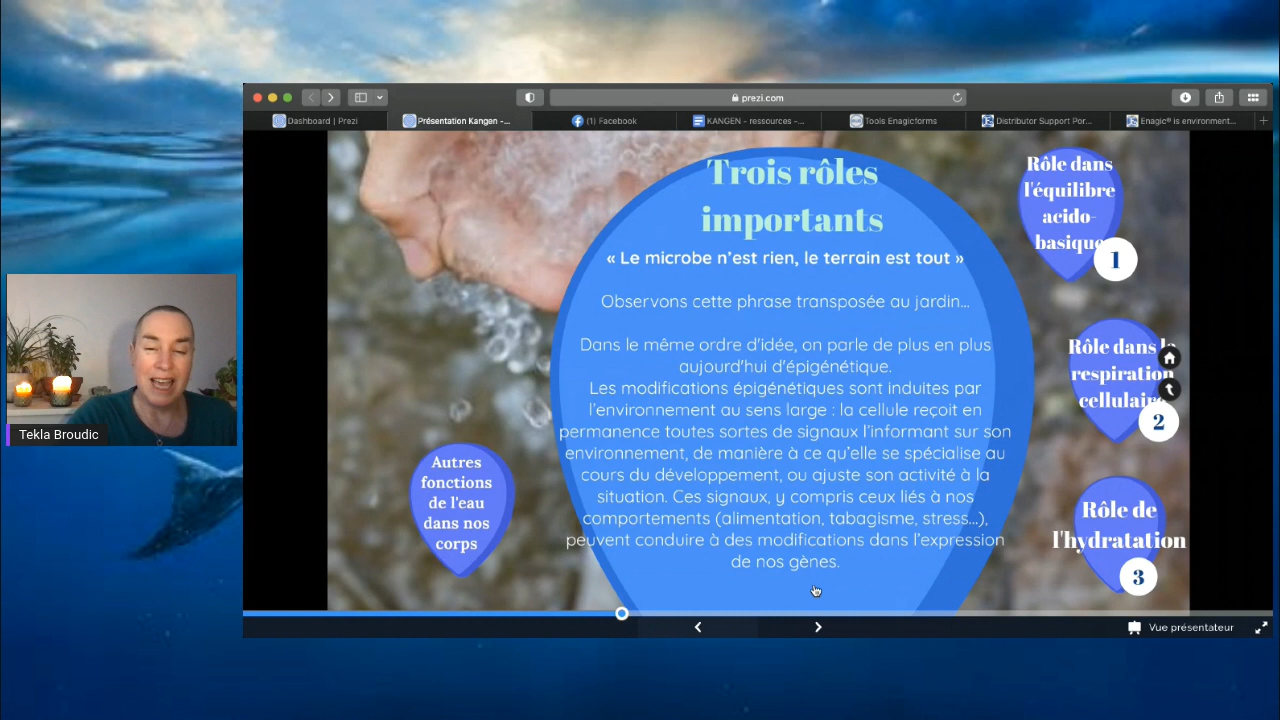 prezi.com
Dashboard | Prezi
Présentation Kangen -...
(1) Facebook
KANGEN - ressources -...
Tools Enagicforms
Distributor Support Por...
Enagic® is environment...
Trois rôles
importants
« Le microbe n’est rien, le terrain est tout »
Observons cette phrase transposée au jardin...
Dans le même ordre d'idée, on parle de plus en plus
aujourd'hui d'épigénétique.
Les modifications épigénétiques sont induites par
l’environnement au sens large : la cellule reçoit en
permanence toutes sortes de signaux l’informant sur son
environnement, de manière à ce qu’elle se spécialise au
cours du développement, ou ajuste son activité à la
situation. Ces signaux, y compris ceux liés à nos
comportements (alimentation, tabagisme, stress…),
peuvent conduire à des modifications dans l’expression
de nos gènes.
Rôle dans
l'équilibre
acido-
basique
1
Rôle dans la
respiration
cellulaire
2
Rôle de
l'hydratation
3
Autres
fonctions
de l'eau
dans nos
corps
Tekla Broudic
Vue présentateur